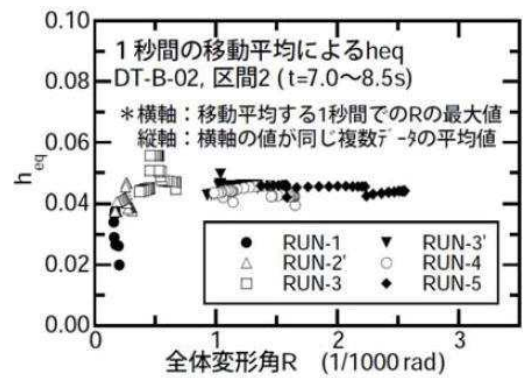 1秒間の移動平均によるheq
DT-B-02, 区間2 (t=7.0～8.5s)
＊横軸：移動平均する1秒間でのRの最大値
縦軸：横軸の値が同じ複数ﾃﾞｰﾀの平均値
0.10
0.08
0.06
0.04
0.02
0.00
heq
RUN-1
RUN-2'
RUN-3
RUN-3'
RUN-4
RUN-5
0 1 2 3
全体変形角R (1/1000 rad)